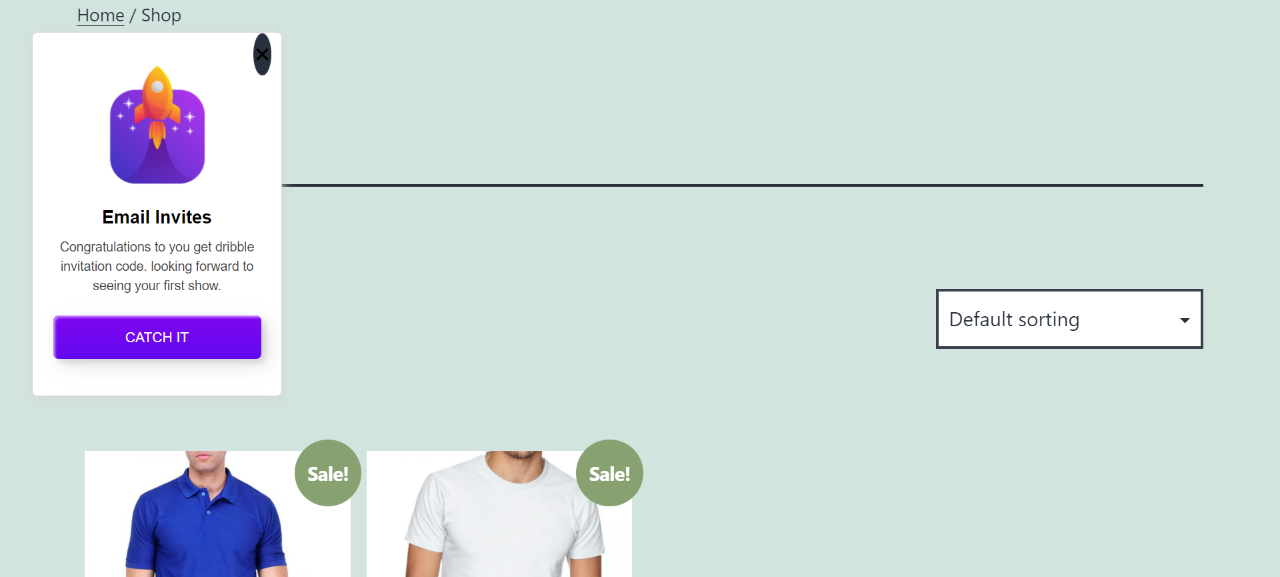 Home / Shop
Email Invites
Congratulations to you get dribble
invitation code. looking forward to
seeing your first show.
CATCH IT
Default sorting
Sale!
Sale!